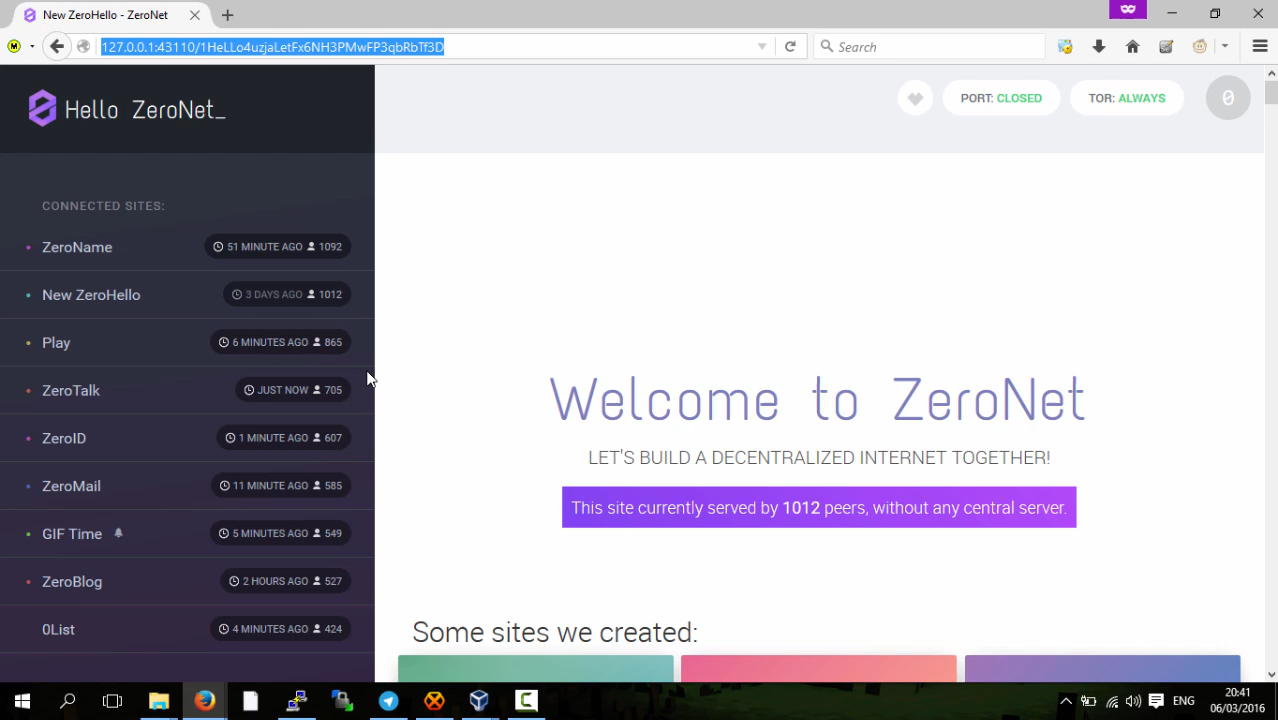 New ZeroHello - ZeroNet
127.0.0.1:43110/1HeLLo4uzjaLetFx6NH3PMwFP3qbRbTf3D
Search
Hello ZeroNet_
PORT: CLOSED
TOR: ALWAYS
0
CONNECTED SITES:
ZeroName 51 MINUTE AGO 1092
New ZeroHello 3 DAYS AGO 1012
Play 6 MINUTES AGO 865
ZeroTalk JUST NOW 705
ZeroID 1 MINUTE AGO 607
ZeroMail 11 MINUTE AGO 585
GIF Time 5 MINUTES AGO 549
ZeroBlog 2 HOURS AGO 527
0List 4 MINUTES AGO 424
Welcome to ZeroNet
LET'S BUILD A DECENTRALIZED INTERNET TOGETHER!
This site currently served by 1012 peers, without any central server.
Some sites we created:
ENG
20:41
06/03/2016